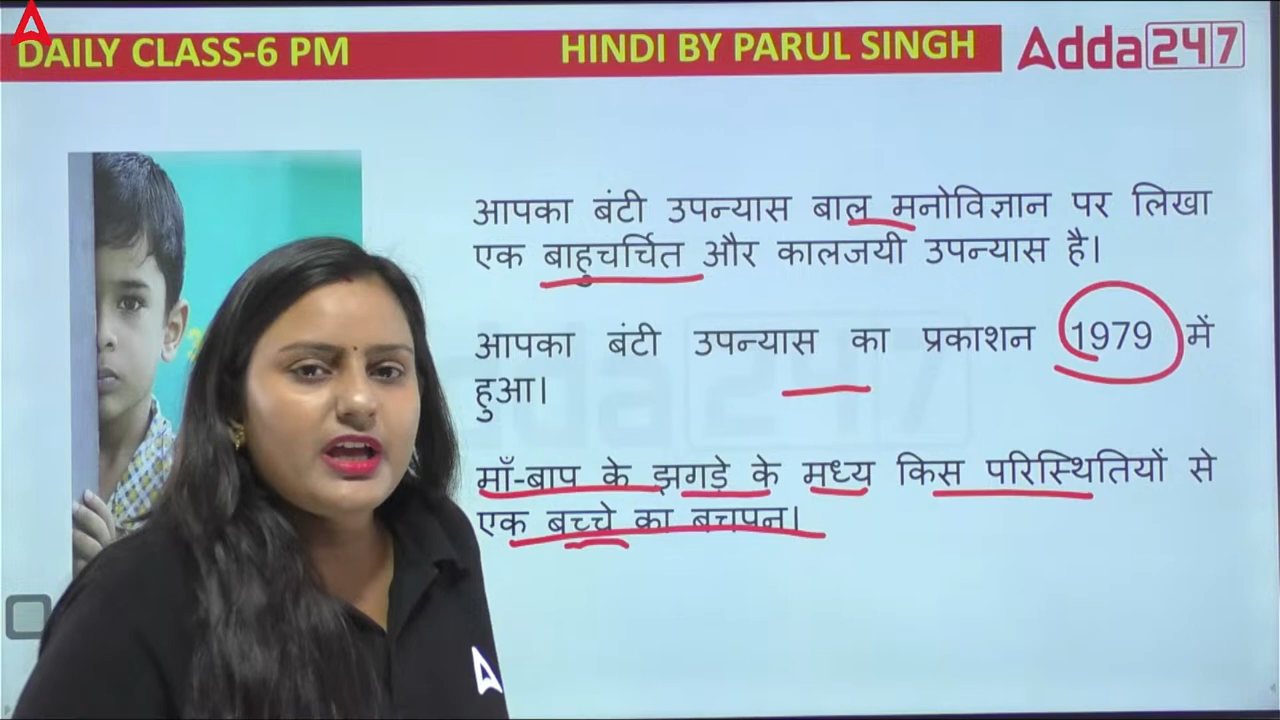 DAILY CLASS-6 PM
HINDI BY PARUL SINGH
Adda247
आपका बंटी उपन्यास बाल मनोविज्ञान पर लिखा
एक बाहुचर्चित और कालजयी उपन्यास है।
आपका बंटी उपन्यास का प्रकाशन 1979 में
हुआ।
माँ-बाप के झगड़े के मध्य किस परिस्थितियों से
एक बच्चे का बचपन।